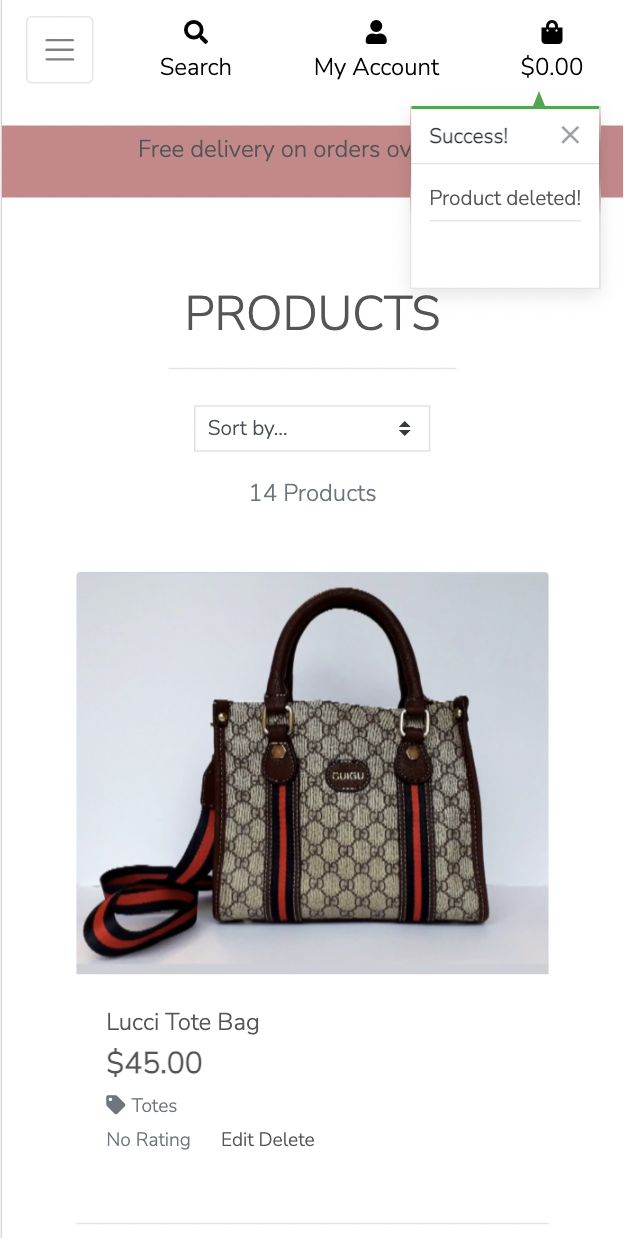 Search
My Account
$0.00
Success!
Free delivery on orders ov
Product deleted!
PRODUCTS
Sort by...
14 Products
GUIGU
Lucci Tote Bag
$45.00
Totes
No Rating Edit Delete